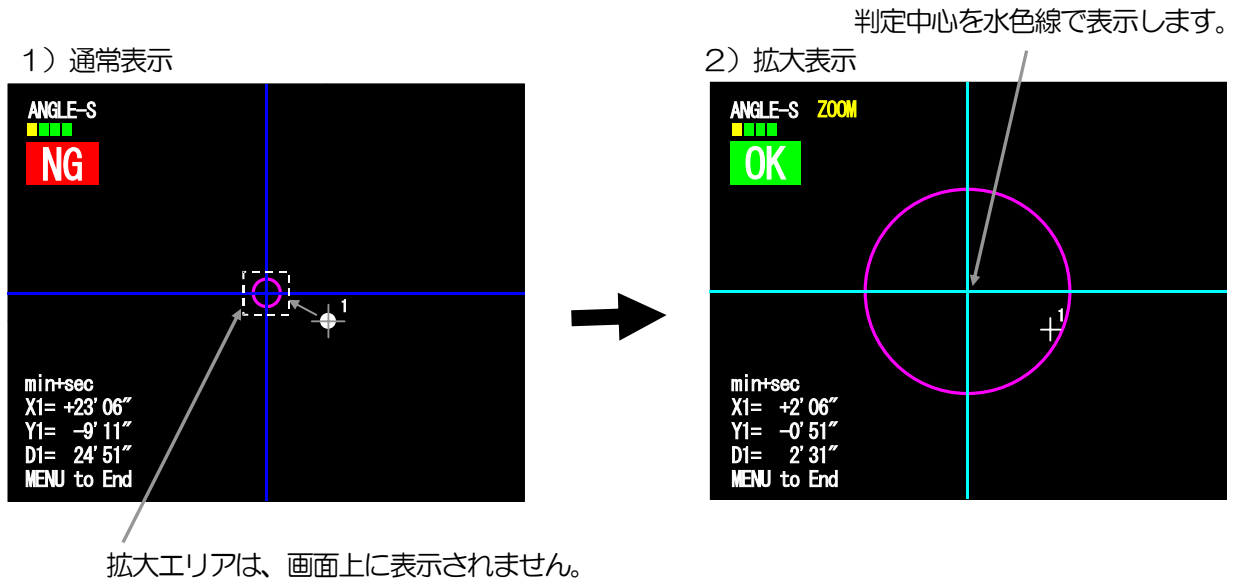 判定中心を水色線で表示します。
1）通常表示
2）拡大表示
ANGLE-S
NG
1
min+sec
X1= +23'06″
Y1= -9'11″
D1= 24'51″
MENU to End
ANGLE-S ZOOM
OK
1
min+sec
X1= +2'06″
Y1= -0'51″
D1= 2'31″
MENU to End
拡大エリアは、画面上に表示されません。